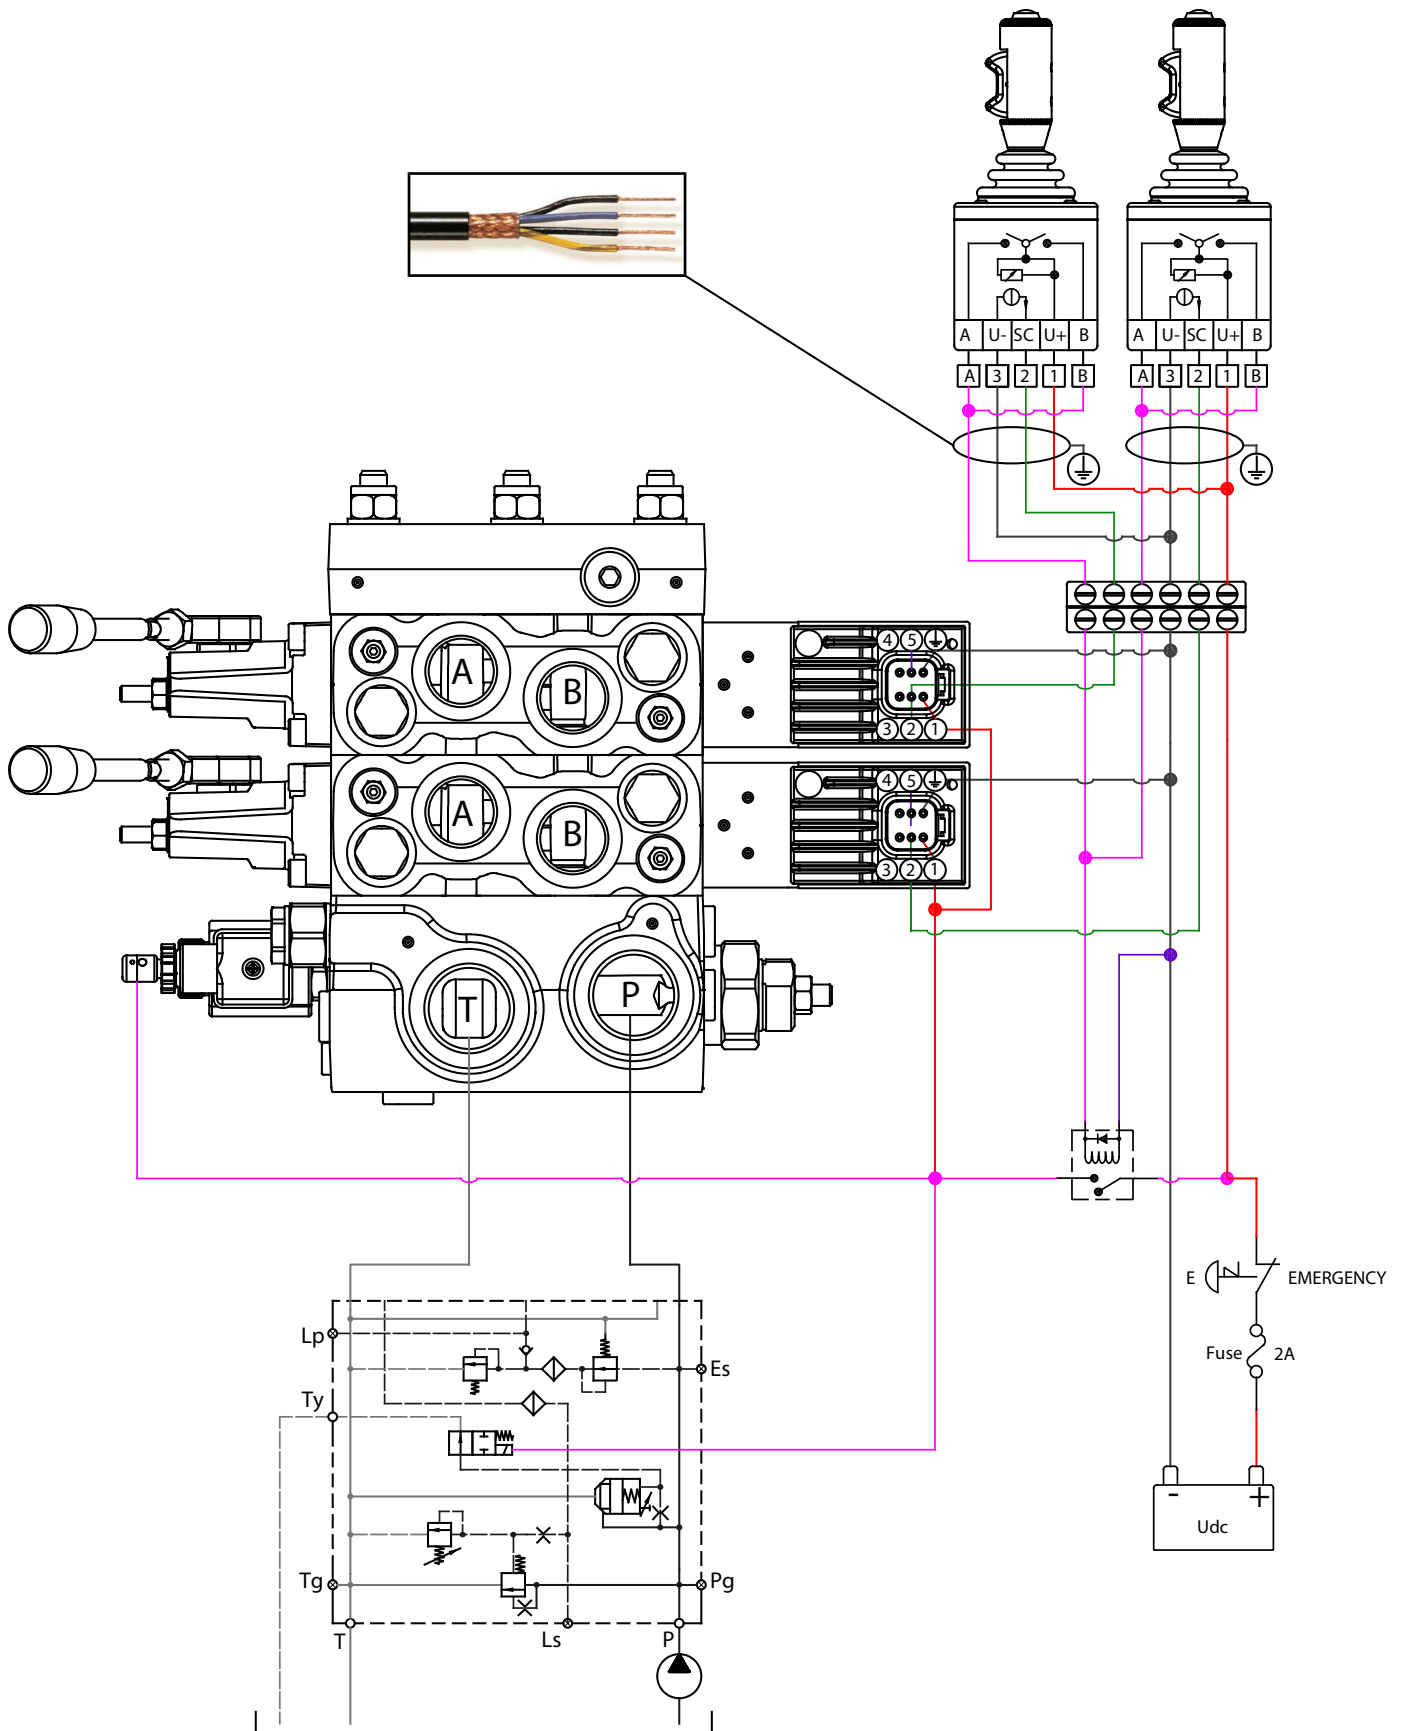 A U- SC U+ B A U- SC U+ B
A 3 2 1 B A 3 2 1 B
4 5
A
B
3 2 1
4 5
A
B
3 2 1
T
P
E EMERGENCY
Fuse 2A
Lp
Es
Ty
- +
Udc
Tg
Pg
T
Ls
P